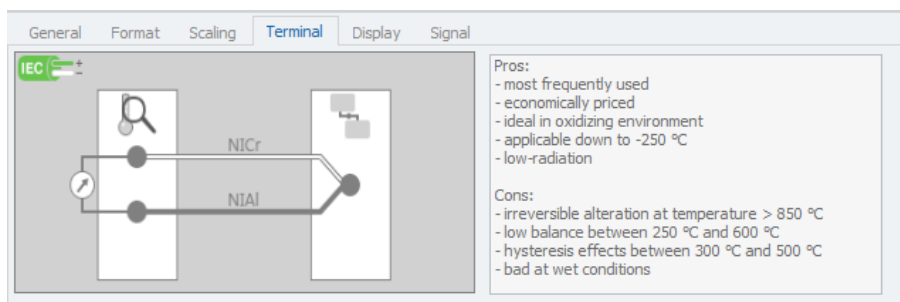 General Format Scaling Terminal Display Signal
IEC + -
NICr
NIAl
Pros:
- most frequently used
- economically priced
- ideal in oxidizing environment
- applicable down to -250 °C
- low-radiation
Cons:
- irreversible alteration at temperature > 850 °C
- low balance between 250 °C and 600 °C
- hysteresis effects between 300 °C and 500 °C
- bad at wet conditions